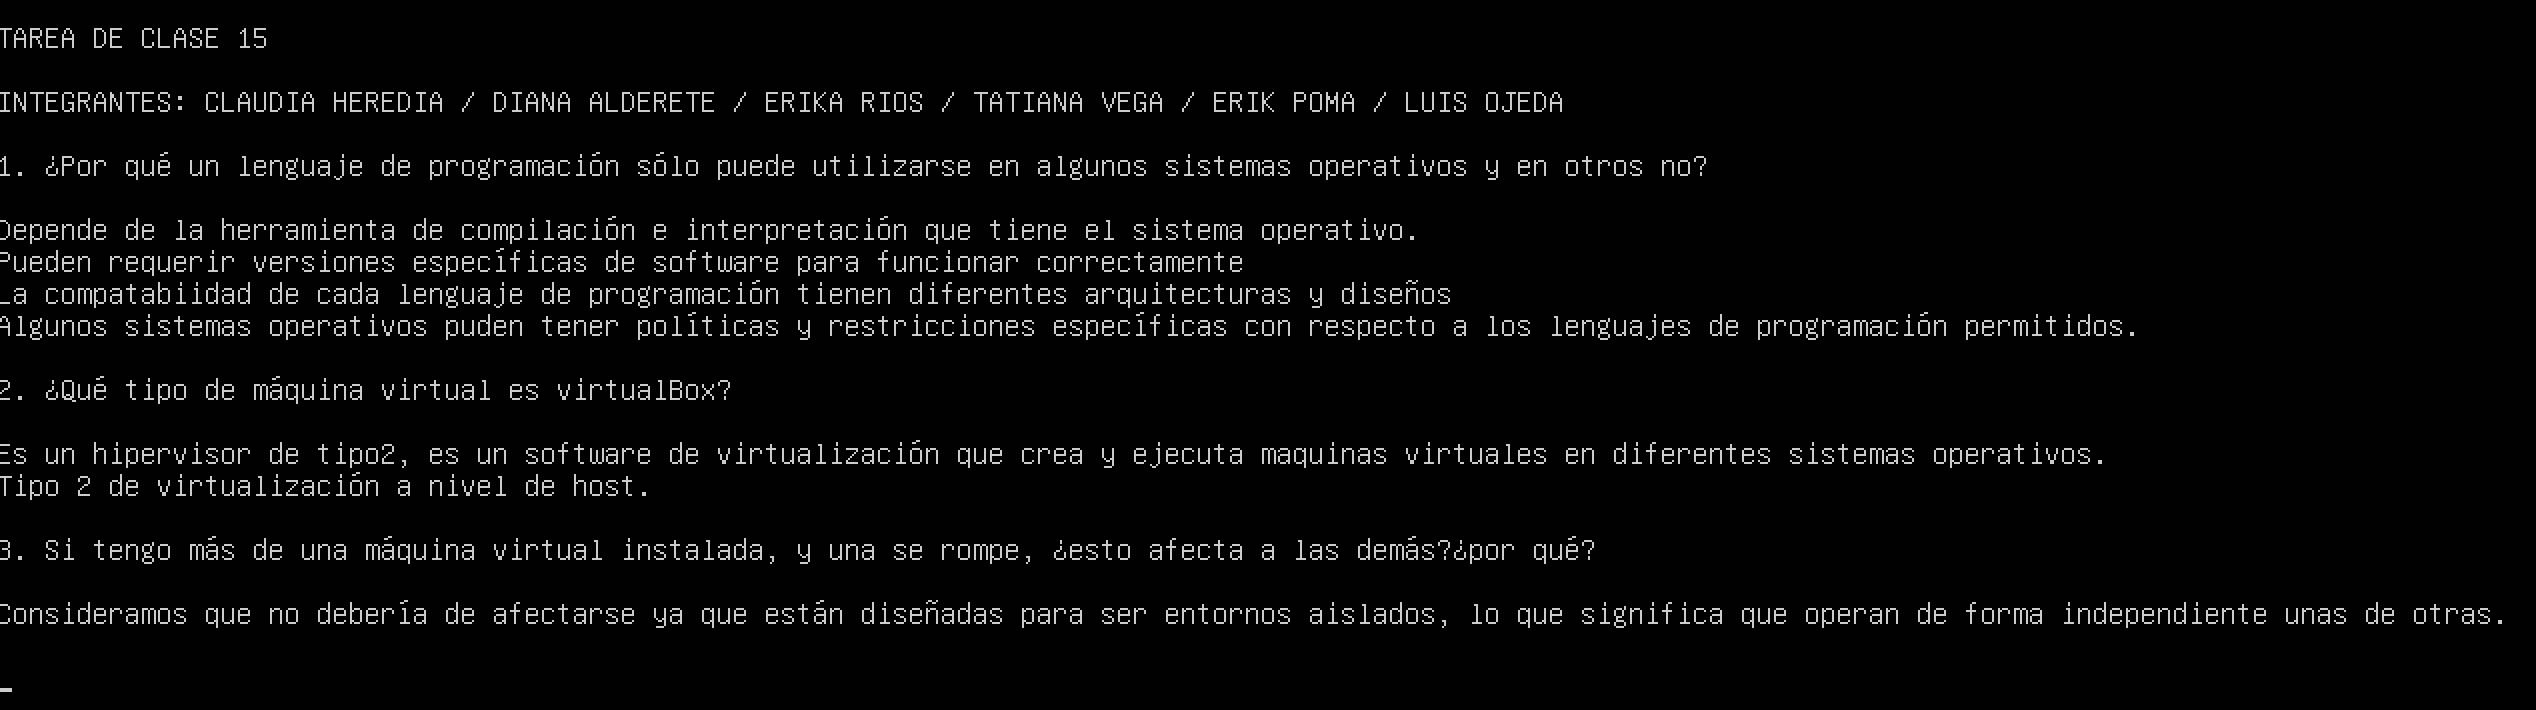 TAREA DE CLASE 15
INTEGRANTES: CLAUDIA HEREDIA / DIANA ALDERETE / ERIKA RIOS / TATIANA VEGA / ERIK POMA / LUIS OJEDA
1. ¿Por qué un lenguaje de programación sólo puede utilizarse en algunos sistemas operativos y en otros no?
Depende de la herramienta de compilación e interpretación que tiene el sistema operativo.
Pueden requerir versiones específicas de software para funcionar correctamente
La compatabiidad de cada lenguaje de programación tienen diferentes arquitecturas y diseños
Algunos sistemas operativos puden tener políticas y restricciones específicas con respecto a los lenguajes de programación permitidos.
2. ¿Qué tipo de máquina virtual es virtualBox?
Es un hipervisor de tipo2, es un software de virtualización que crea y ejecuta maquinas virtuales en diferentes sistemas operativos.
Tipo 2 de virtualización a nivel de host.
3. Si tengo más de una máquina virtual instalada, y una se rompe, ¿esto afecta a las demás?¿por qué?
Consideramos que no debería de afectarse ya que están diseñadas para ser entornos aislados, lo que significa que operan de forma independiente unas de otras.